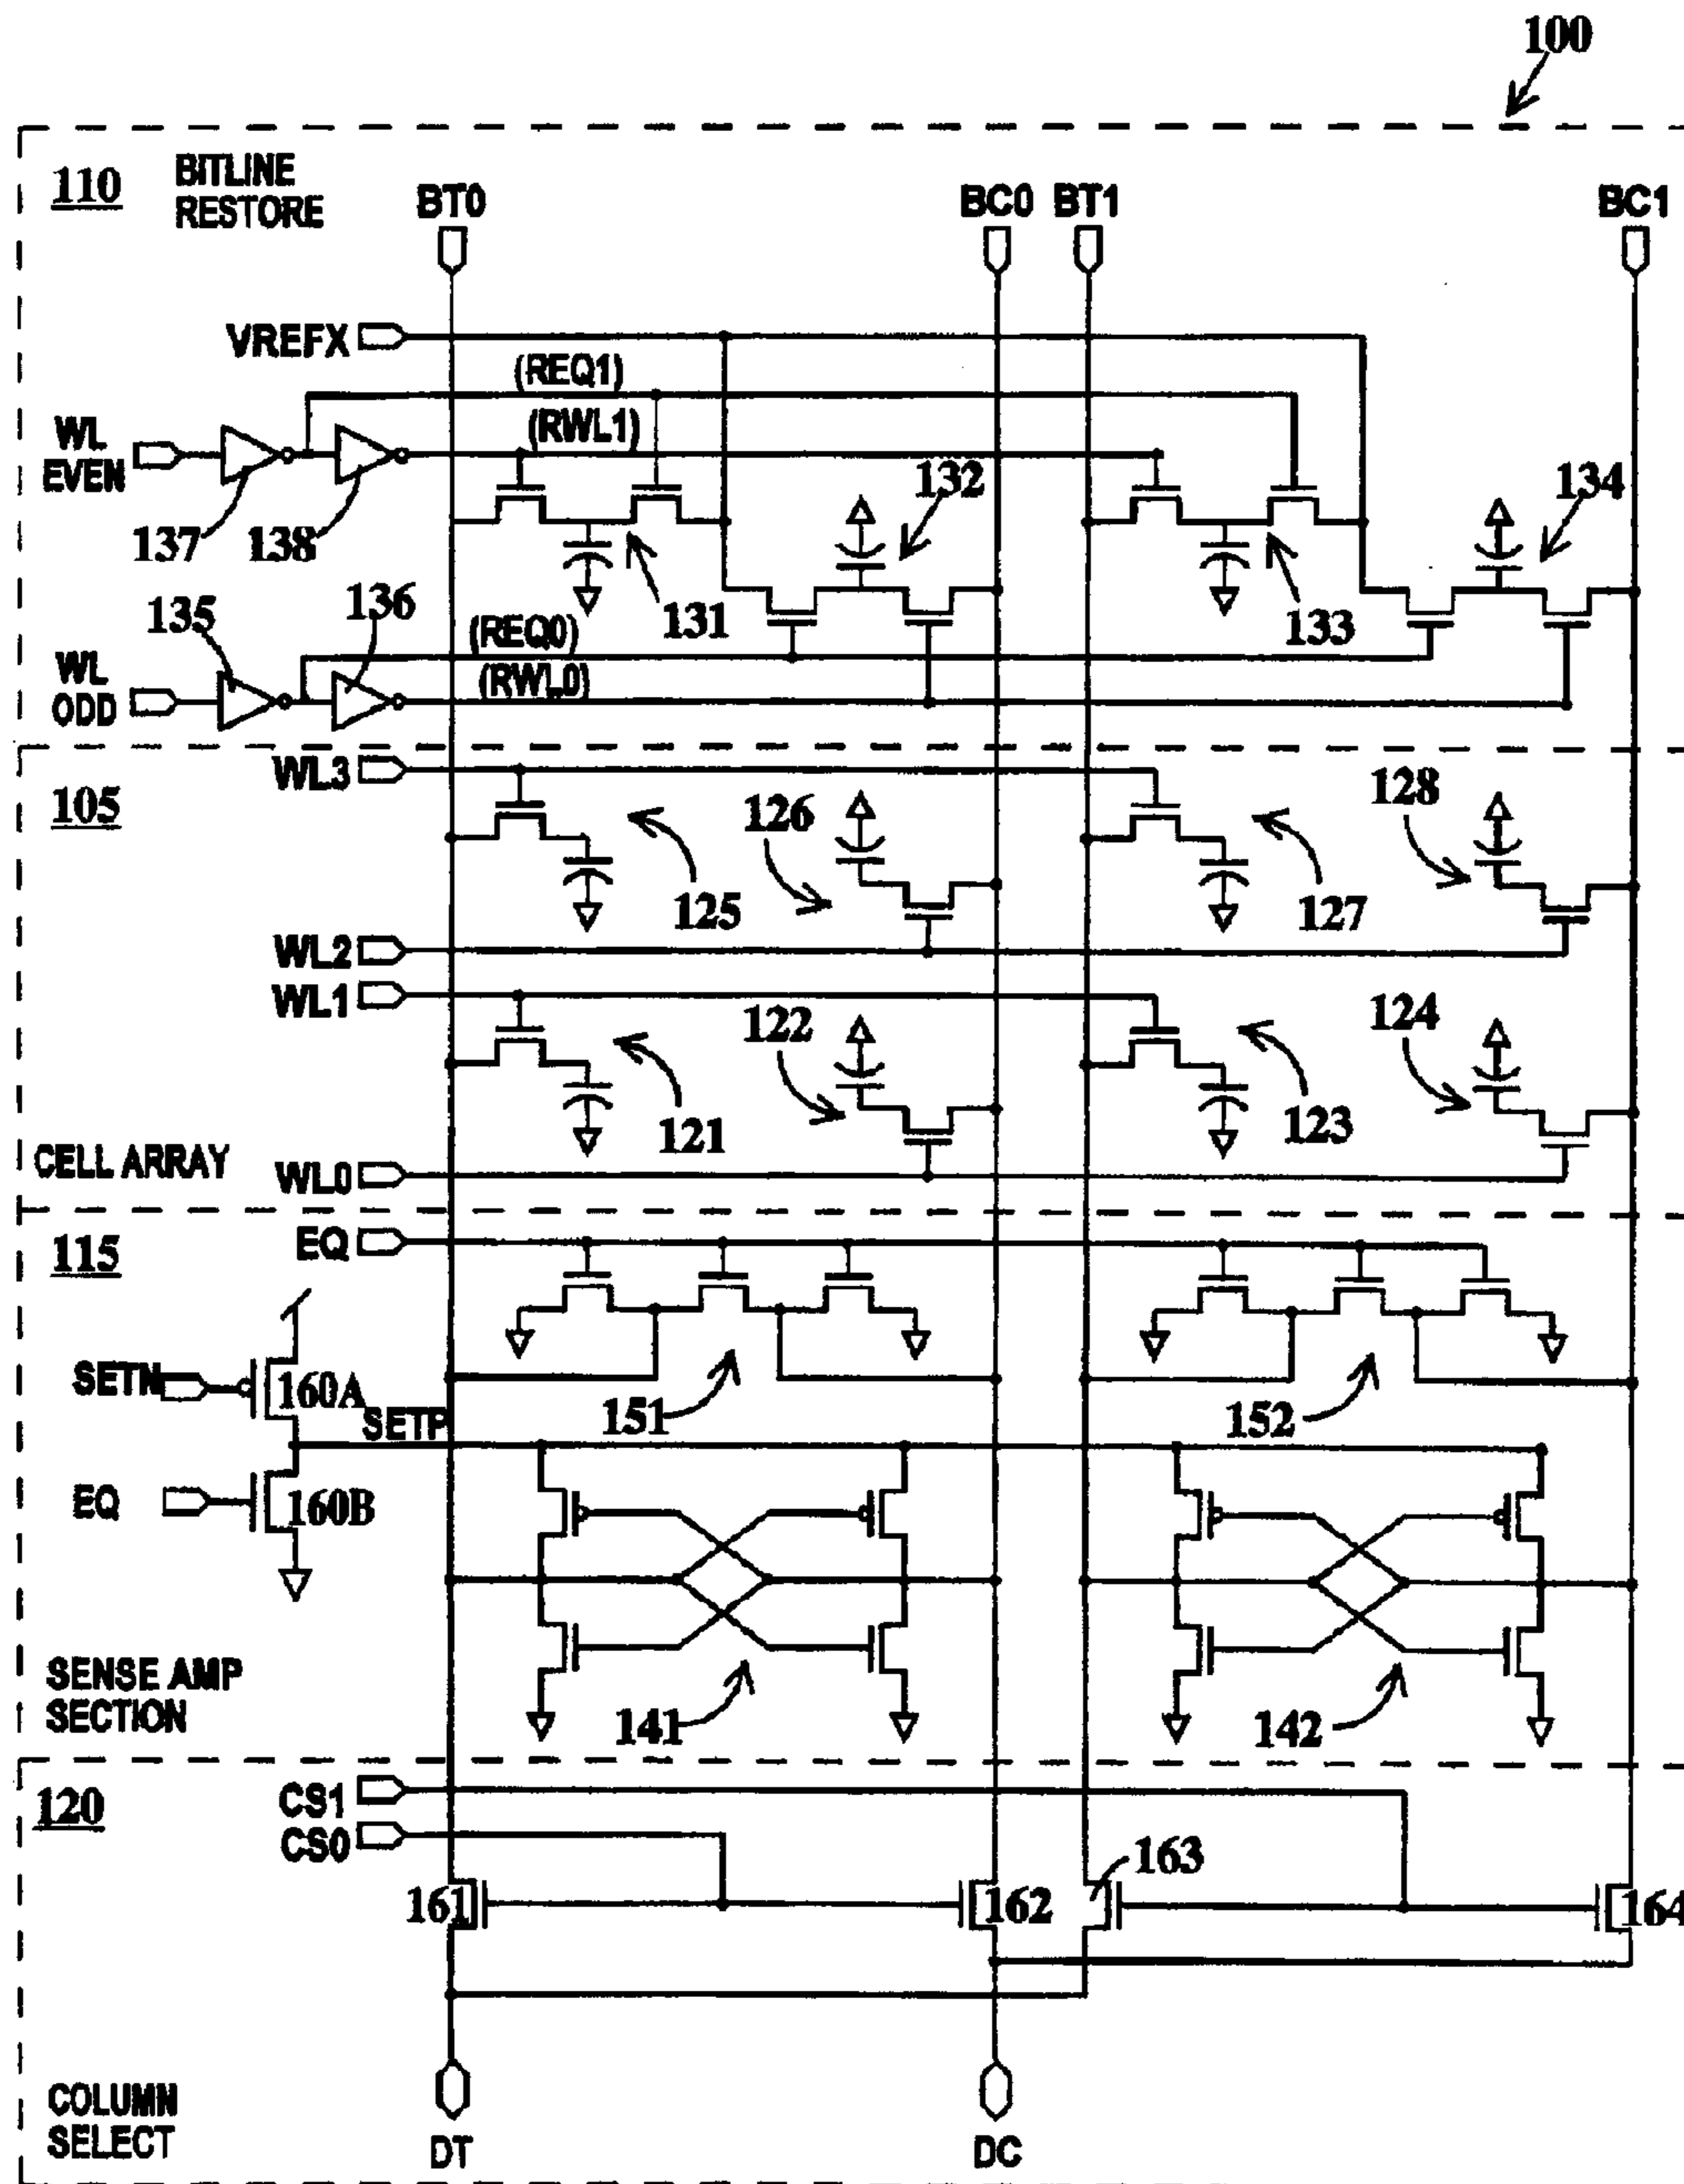 100
110 BITLINE
RESTORE
BT0 BC0 BT1 BC1
VREFX
(REQ1)
WL
EVEN
(RWL1)
132 134
137 138
131 133
135 136
(REQ0)
WL
ODD
(RWL0)
WL3
105
126 128
125 127
WL2
WL1
122 124
121 123
CELL ARRAY
WL0
115 EQ
SETN 160A
SETP
151 152
EQ 160B
SENSE AMP
SECTION
141 142
120 CS1
CS0
163
161 162 164
COLUMN
SELECT
DT DC